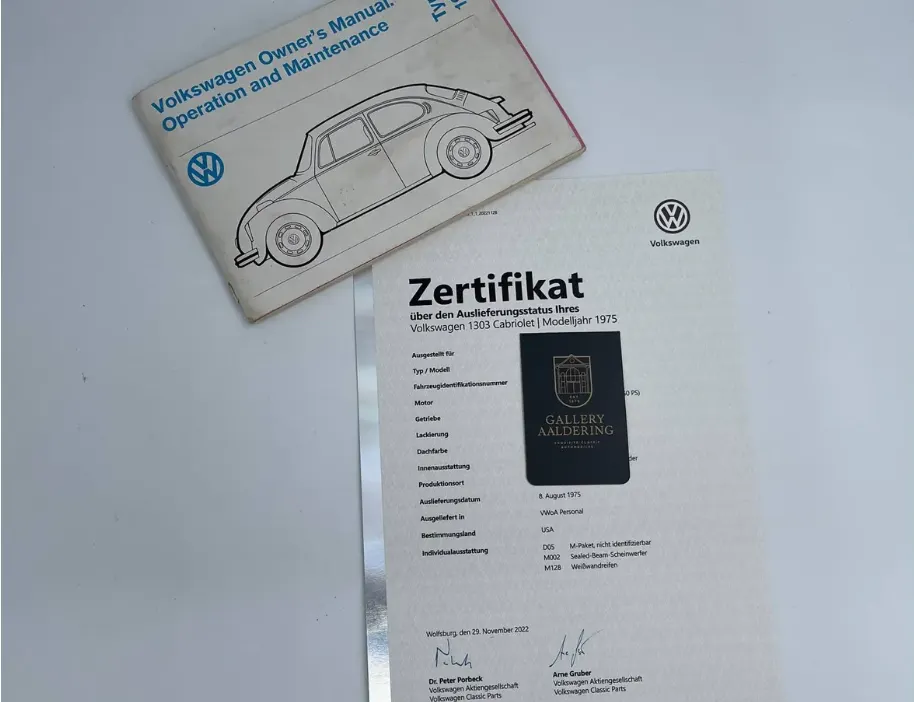 Volkswagen Owner's Manual.
Operation and Maintenance
Volkswagen
Zertifikat
über den Auslieferungsstatus Ihres
Volkswagen 1303 Cabriolet | Modelljahr 1975
Ausgestellt für
Typ / Modell
Fahrzeugidentifikationsnummer
Motor
Getriebe
Lackierung
Dachfarbe
Innenausstattung
Produktionsort
Auslieferungsdatum 8. August 1975
Ausgeliefert in VWoA Personal
Bestimmungsland USA
Individualausstattung D05 M-Paket, nicht identifizierbar
M002 Sealed-Beam-Scheinwerfer
M128 Weißwandreifen
GALLERY
AALDERING
Wolfsburg, den 29. November 2022
Dr. Peter Porbeck
Volkswagen Aktiengesellschaft
Volkswagen Classic Parts
Arne Gruber
Volkswagen Aktiengesellschaft
Volkswagen Classic Parts